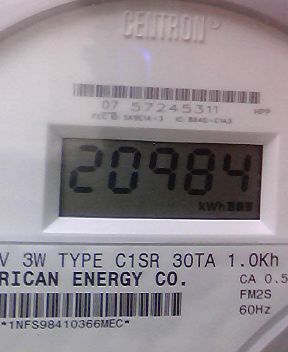 CENTRON®
07 57245311 HPP
20984
kWh
V 3W TYPE C1SR 30TA 1.0Kh
RICAN ENERGY CO. CA 0.5
FM2S
*1NFS98410366MEC* 60Hz